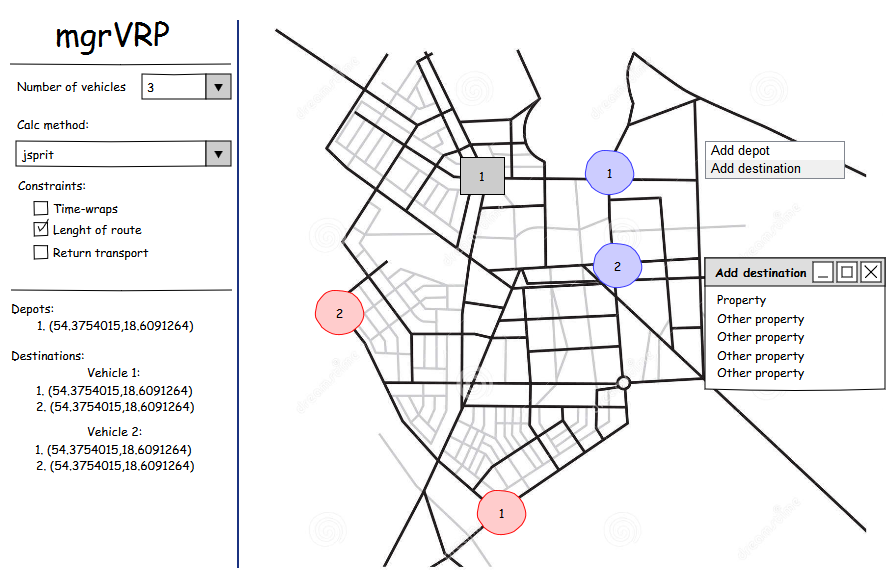 mgrVRP
Number of vehicles 3
Calc method:
jsprit
Constraints:
Time-wraps
Lenght of route
Return transport
Depots:
1. (54.3754015,18.6091264)
Destinations:
Vehicle 1:
1. (54.3754015,18.6091264)
2. (54.3754015,18.6091264)
Vehicle 2:
1. (54.3754015,18.6091264)
2. (54.3754015,18.6091264)
1
1
2
2
1
Add depot
Add destination
Add destination
Property
Other property
Other property
Other property
Other property